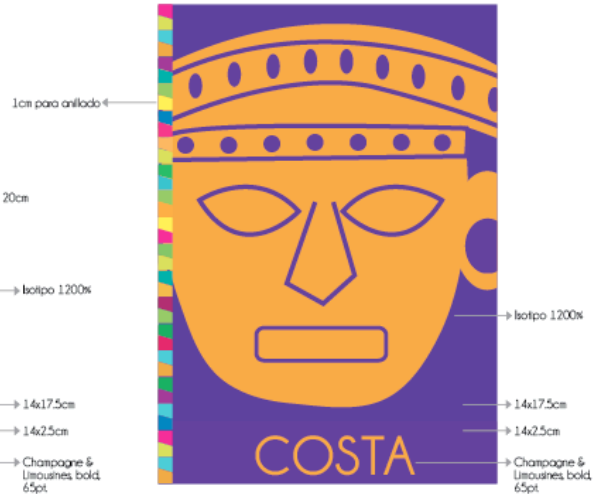 1cm para anillado
20cm
Isotipo 1200%
Isotipo 1200%
14x17.5cm
14x17.5cm
14x2.5cm
14x2.5cm
COSTA
Champagne &
Limousines, bold,
65pt.
Champagne &
Limousines, bold,
65pt.